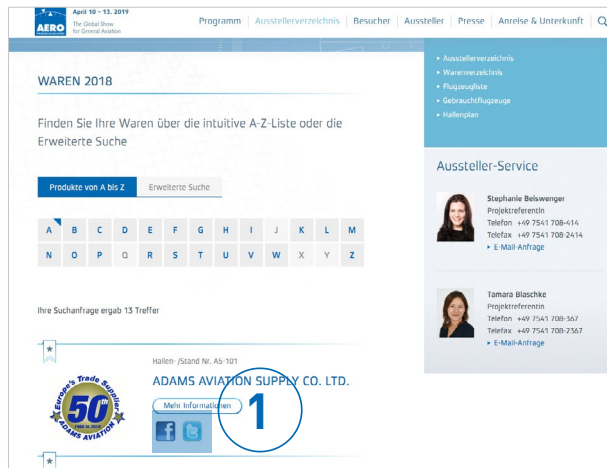 April 10 – 13. 2019
The Global Show
for General Aviation
AERO
Programm
Ausstellerverzeichnis
Besucher
Aussteller
Presse
Anreise & Unterkunft
▸ Ausstellerverzeichnis
▸ Warenverzeichnis
▸ Flugzeugliste
▸ Gebrauchtflugzeuge
▸ Hallenplan
WAREN 2018
Finden Sie Ihre Waren über die intuitive A-Z-Liste oder die
Erweiterte Suche
Produkte von A bis Z
Erweiterte Suche
A B C D E F G H I J K L M
N O P Q R S T U V W X Y Z
Ihre Suchanfrage ergab 13 Treffer
Hallen-/Stand Nr. A5-101
ADAMS AVIATION SUPPLY CO. LTD.
Mehr Informationen
1
Europe's Trade Supplier
50th
1968 to 2018
ADAMS AVIATION
Aussteller-Service
Stephanie Beiswenger
Projektreferentin
Telefon +49 7541 708-414
Telefax +49 7541 708-2414
▸ E-Mail-Anfrage
Tamara Blaschke
Projektreferentin
Telefon +49 7541 708-367
Telefax +49 7541 708-2367
▸ E-Mail-Anfrage